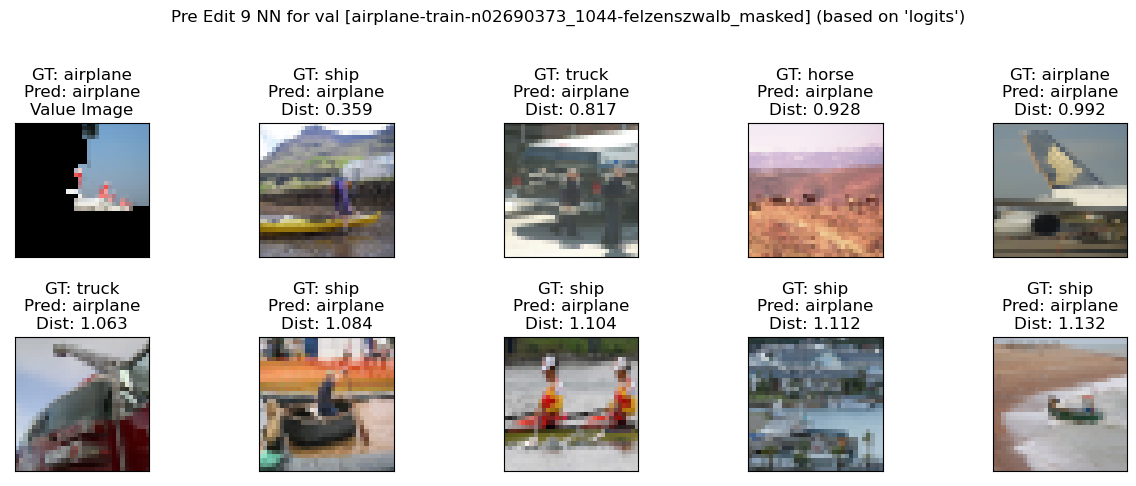 Pre Edit 9 NN for val [airplane-train-n02690373_1044-felzenszwalb_masked] (based on 'logits')
GT: airplane
Pred: airplane
Value Image
GT: ship
Pred: airplane
Dist: 0.359
GT: truck
Pred: airplane
Dist: 0.817
GT: horse
Pred: airplane
Dist: 0.928
GT: airplane
Pred: airplane
Dist: 0.992
GT: truck
Pred: airplane
Dist: 1.063
GT: ship
Pred: airplane
Dist: 1.084
GT: ship
Pred: airplane
Dist: 1.104
GT: ship
Pred: airplane
Dist: 1.112
GT: ship
Pred: airplane
Dist: 1.132